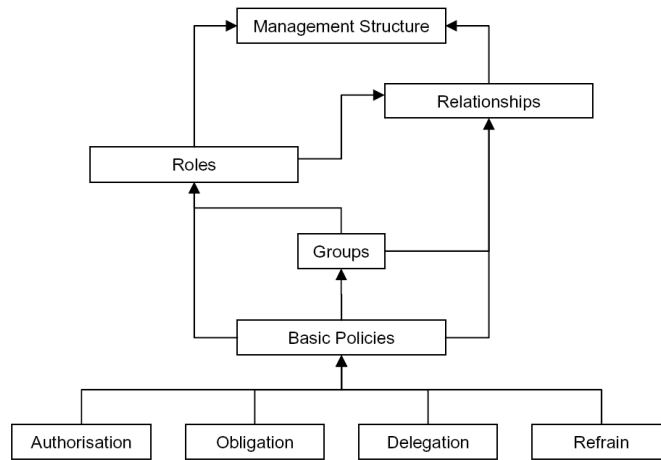 Management Structure
Relationships
Roles
Groups
Basic Policies
Authorisation
Obligation
Delegation
Refrain